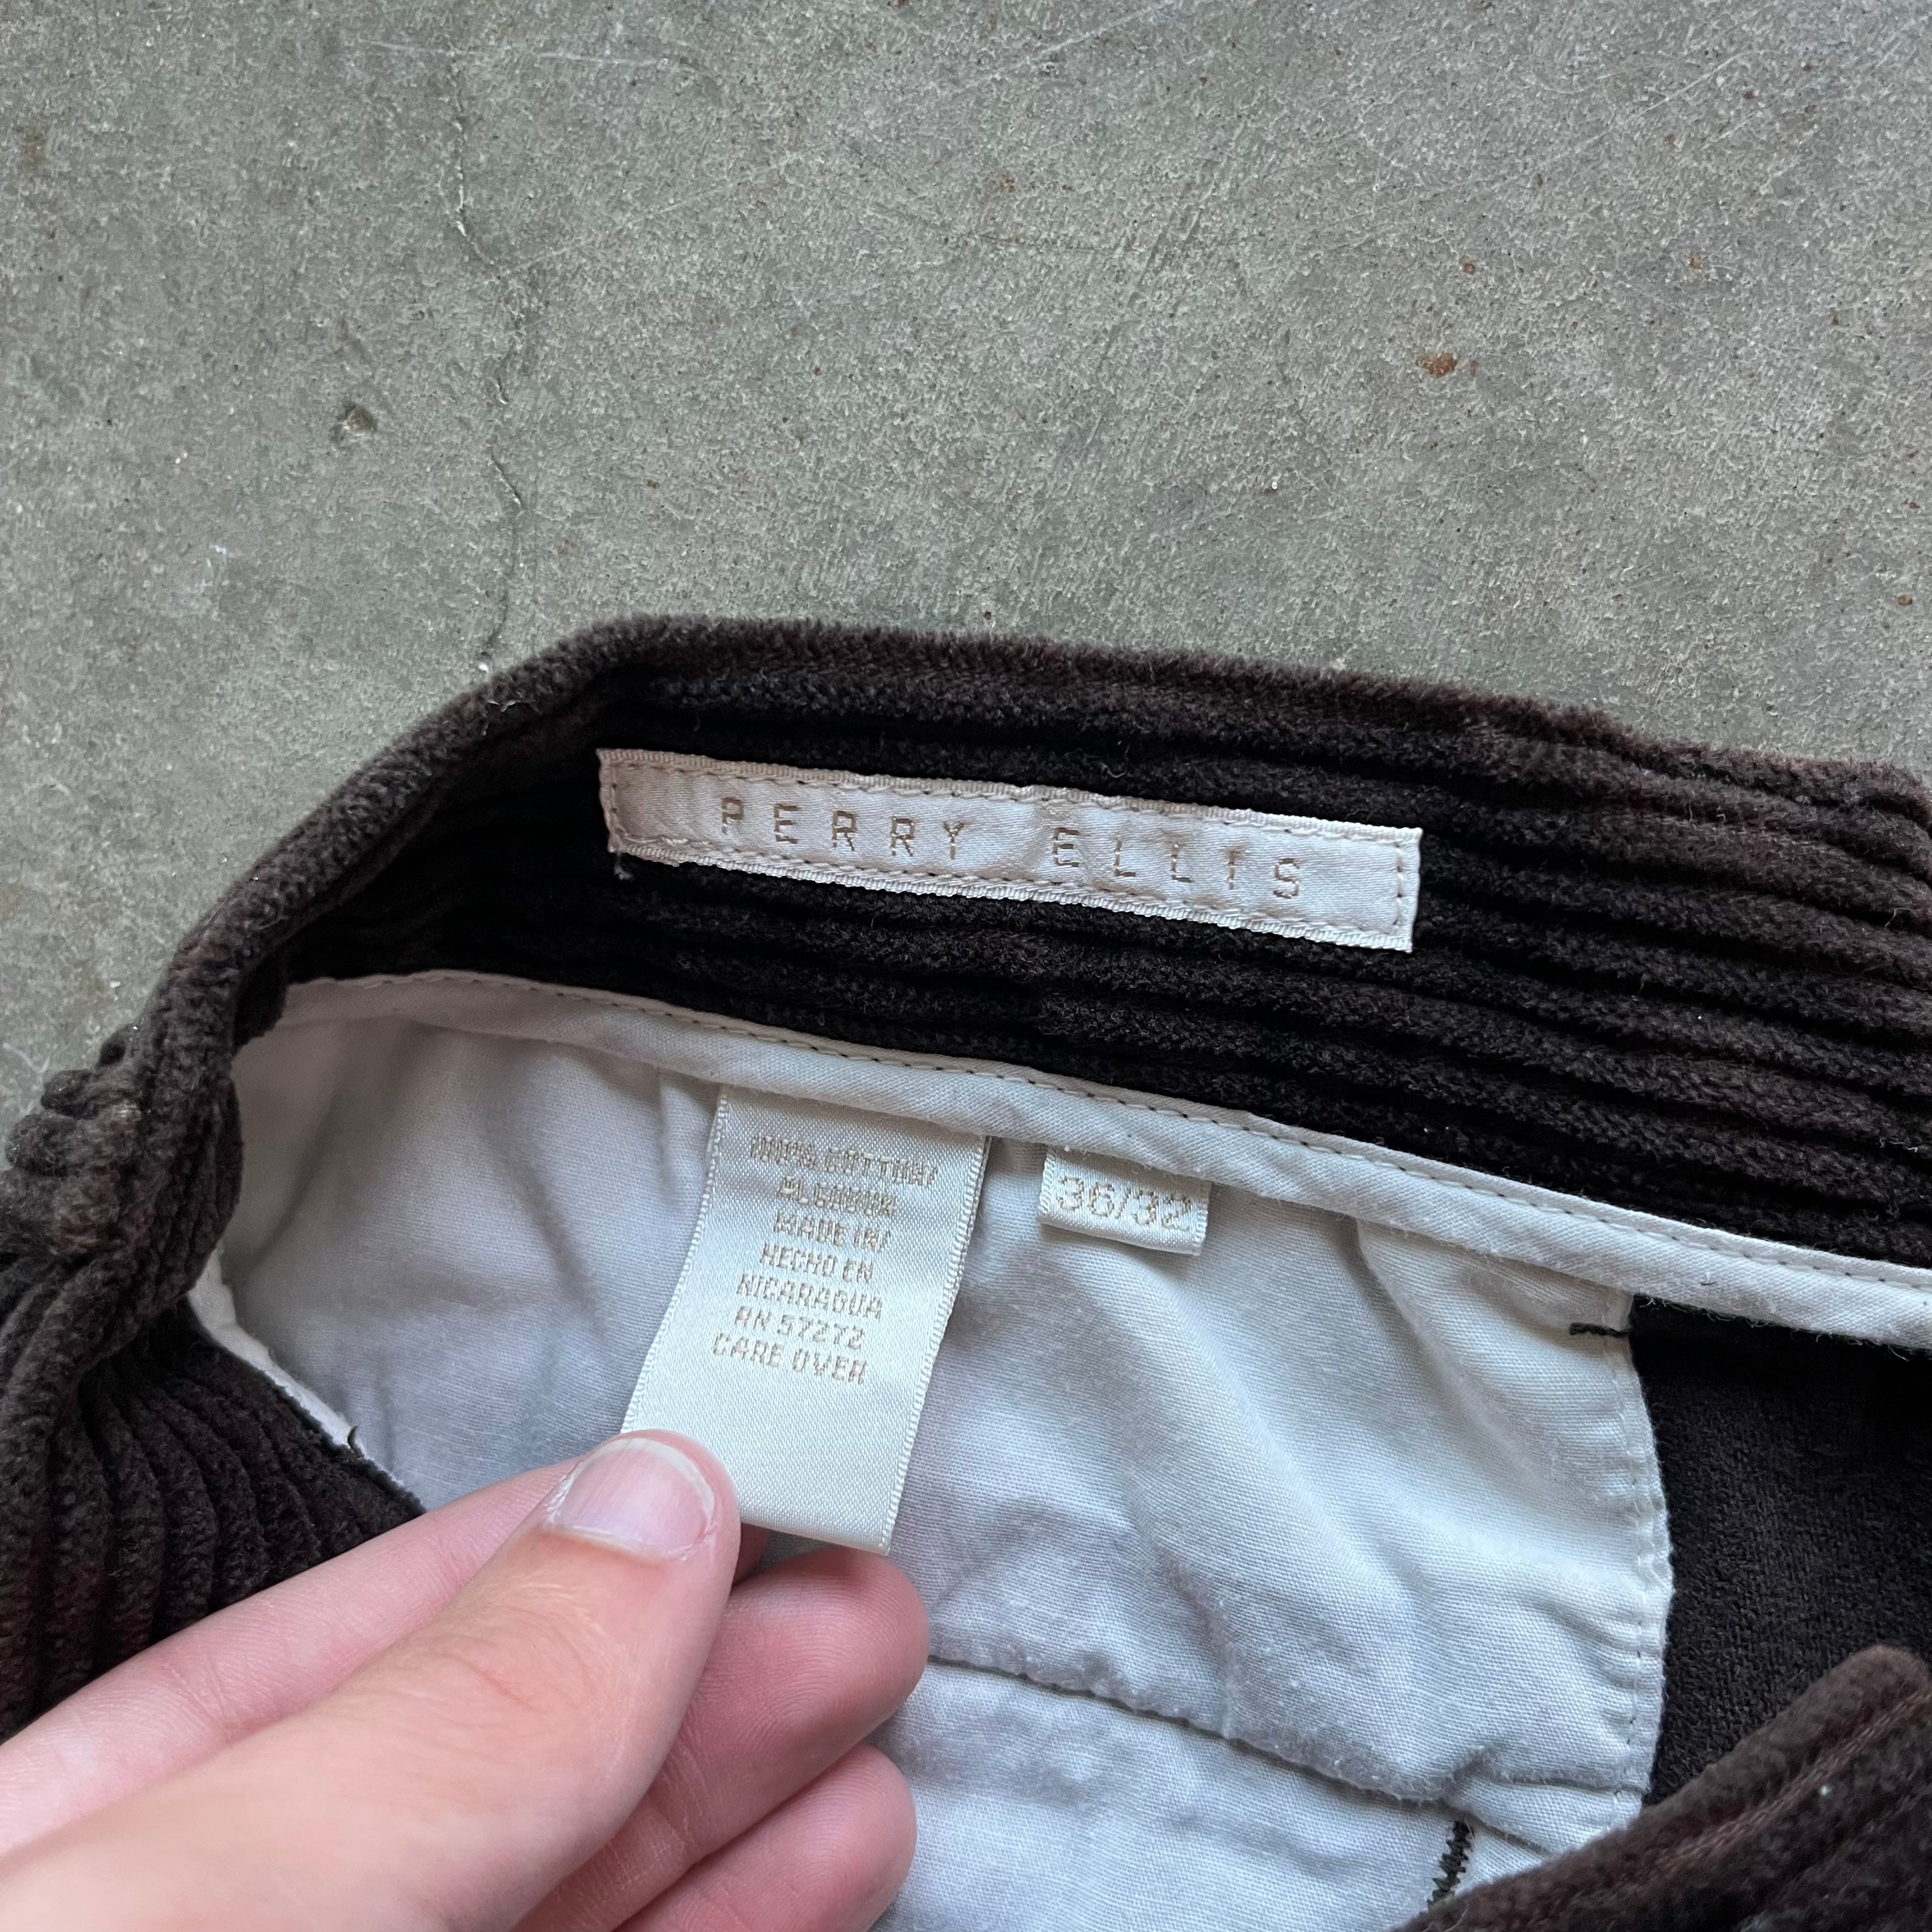 PERRY ELLIS
100% COTTON/
ALGODON
MADE IN/
HECHO EN
NICARAGUA
RN 57272
CARE OVER
36/32